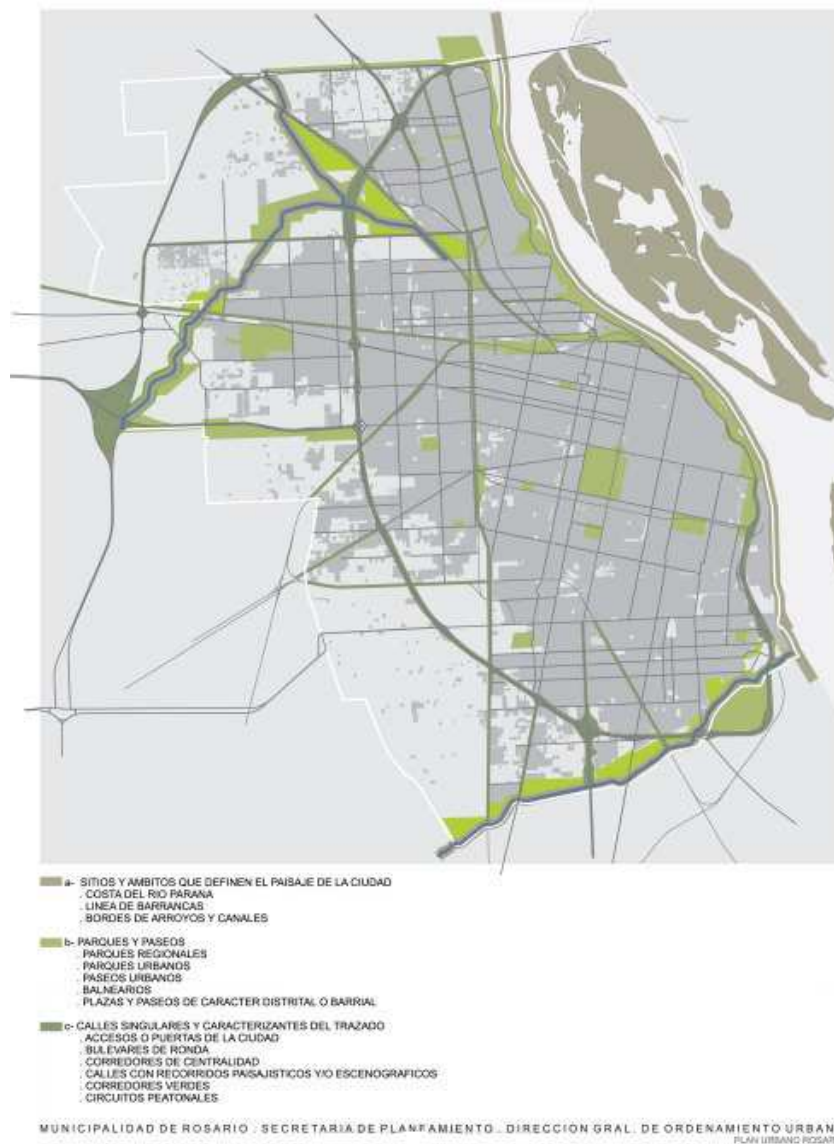 a- SITIOS Y AMBITOS QUE DEFINEN EL PAISAJE DE LA CIUDAD
. COSTA DEL RIO PARANA
. LINEA DE BARRANCAS
. BORDES DE ARROYOS Y CANALES
b- PARQUES Y PASEOS
. PARQUES REGIONALES
. PARQUES URBANOS
. PASEOS URBANOS
. BALNEARIOS
. PLAZAS Y PASEOS DE CARACTER DISTRITAL O BARRIAL
c- CALLES SINGULARES Y CARACTERIZANTES DEL TRAZADO
. ACCESOS O PUERTAS DE LA CIUDAD
. BULEVARES DE RONDA
. CORREDORES DE CENTRALIDAD
. CALLES CON RECORRIDOS PAISAJISTICOS Y/O ESCENOGRAFICOS
. CORREDORES VERDES
. CIRCUITOS PEATONALES
MUNICIPALIDAD DE ROSARIO . SECRETARIA DE PLANEAMIENTO . DIRECCION GRAL. DE ORDENAMIENTO URBAN
PLAN URBANO ROSAR